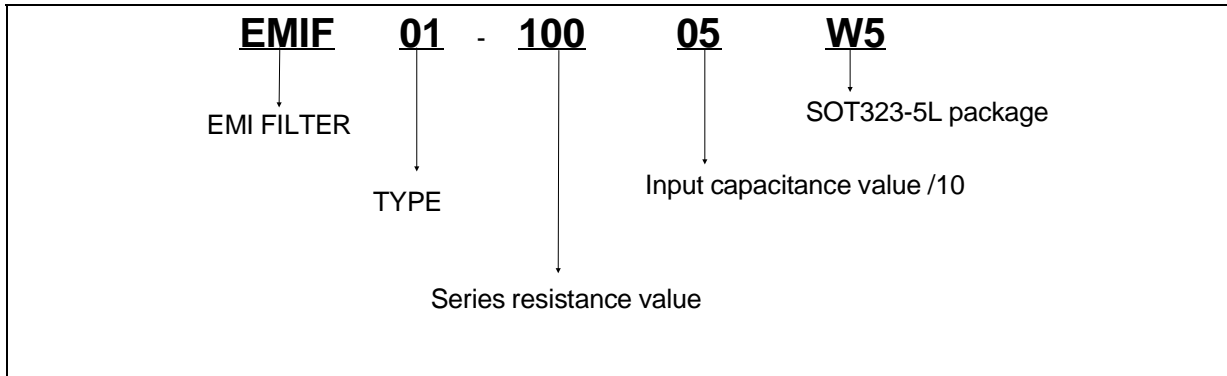 EMIF 01 - 100 05 W5
SOT323-5L package
EMI FILTER
Input capacitance value /10
TYPE
Series resistance value